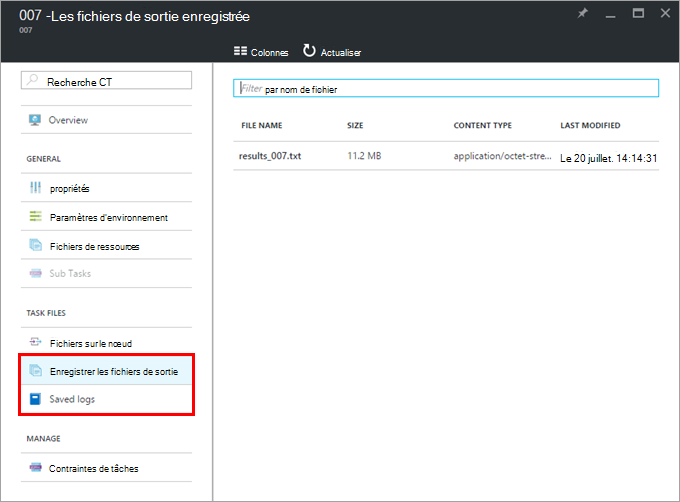 007 -Les fichiers de sortie enregistrée
007
Colonnes Actualiser
Recherche CT
Overview
GENERAL
propriétés
Paramètres d'environnement
Fichiers de ressources
Sub Tasks
TASK FILES
Fichiers sur le nœud
Enregistrer les fichiers de sortie
Saved logs
MANAGE
Contraintes de tâches
Filter par nom de fichier
FILE NAME SIZE CONTENT TYPE LAST MODIFIED
results_007.txt 11.2 MB application/octet-stre... Le 20 juillet. 14:14:31